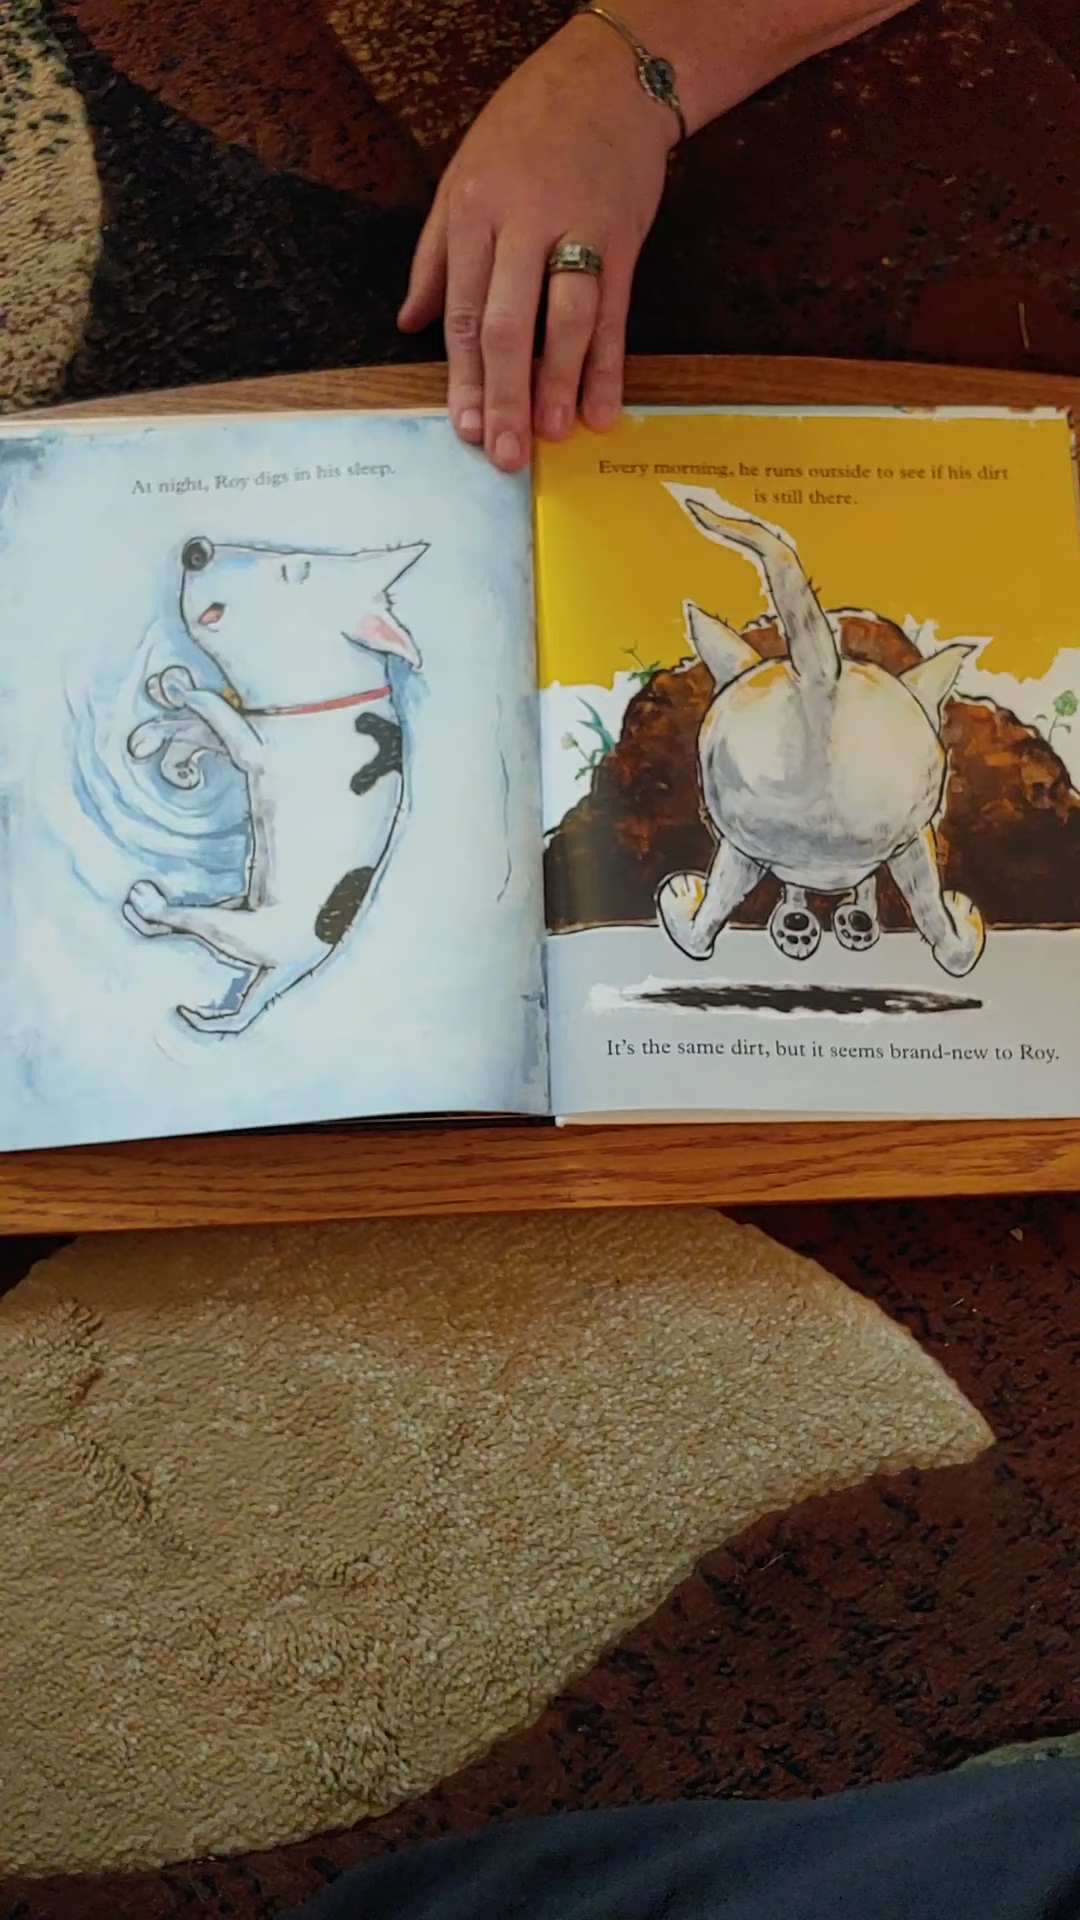 At night, Roy digs in his sleep.
Every morning, he runs outside to see if his dirt
is still there.
It's the same dirt, but it seems brand-new to Roy.